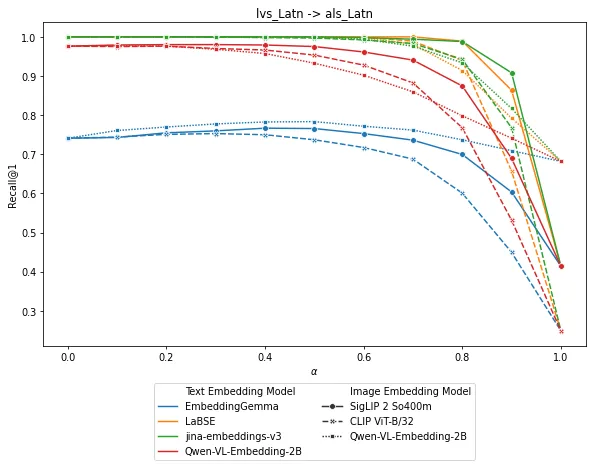 lvs_Latn -> als_Latn
Recall@1
1.0
0.9
0.8
0.7
0.6
0.5
0.4
0.3
0.0 0.2 0.4 0.6 0.8 1.0
α
Text Embedding Model Image Embedding Model
EmbeddingGemma SigLIP 2 So400m
LaBSE CLIP ViT-B/32
jina-embeddings-v3 Qwen-VL-Embedding-2B
Qwen-VL-Embedding-2B